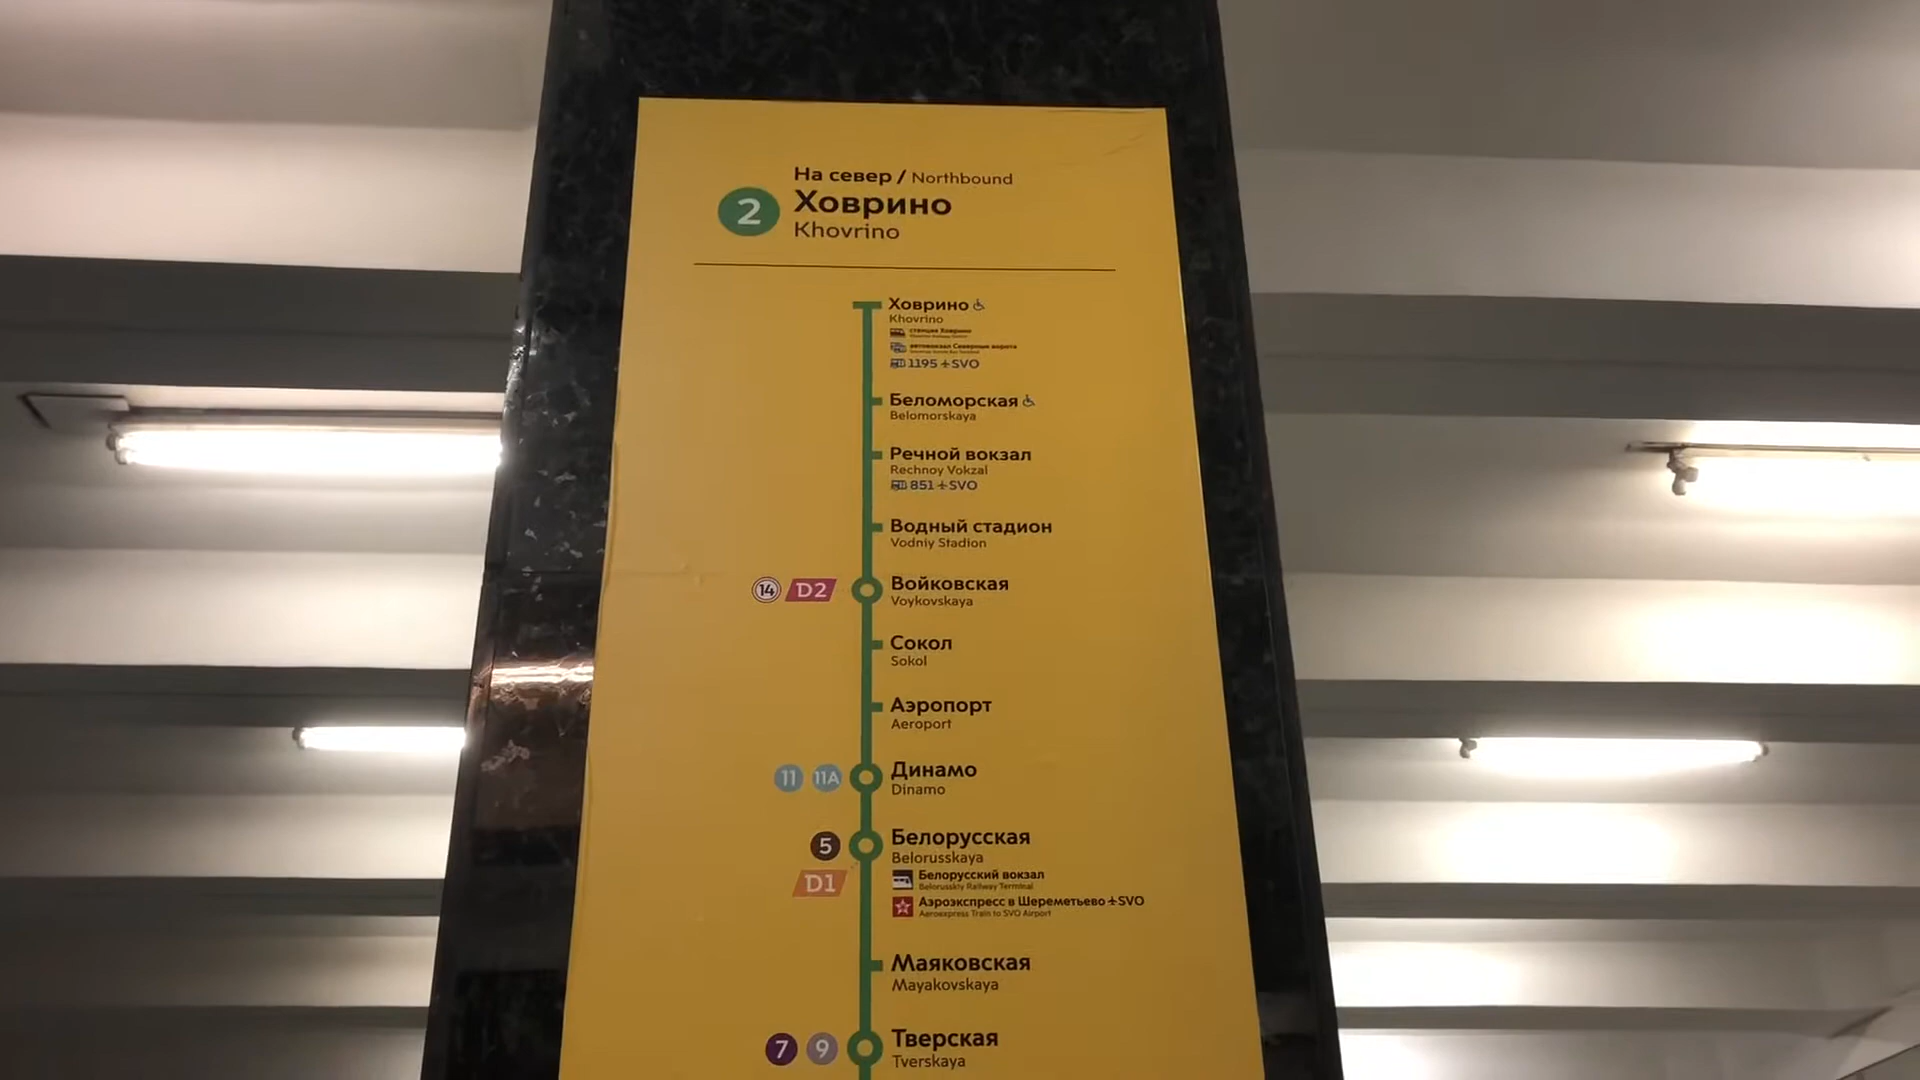 На север / Northbound
2 Ховрино
Khovrino
Ховрино
Khovrino
станция Ховрино
автовокзал Северные ворота
1195 SVO
Беломорская
Belomorskaya
Речной вокзал
Rechnoy Vokzal
851 SVO
Водный стадион
Vodniy Stadion
14 D2 Войковская
Voykovskaya
Сокол
Sokol
Аэропорт
Aeroport
11 11A Динамо
Dinamo
5 Белорусская
Belorusskaya
D1 Белорусский вокзал
Belorusskiy Railway Terminal
Аэроэкспресс в Шереметьево SVO
Aeroexpress Train to SVO Airport
Маяковская
Mayakovskaya
7 9 Тверская
Tverskaya